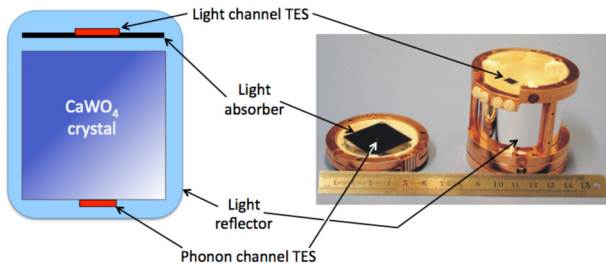 Light channel TES
CaWO4
crystal
Light
absorber
Light
reflector
Phonon channel TES